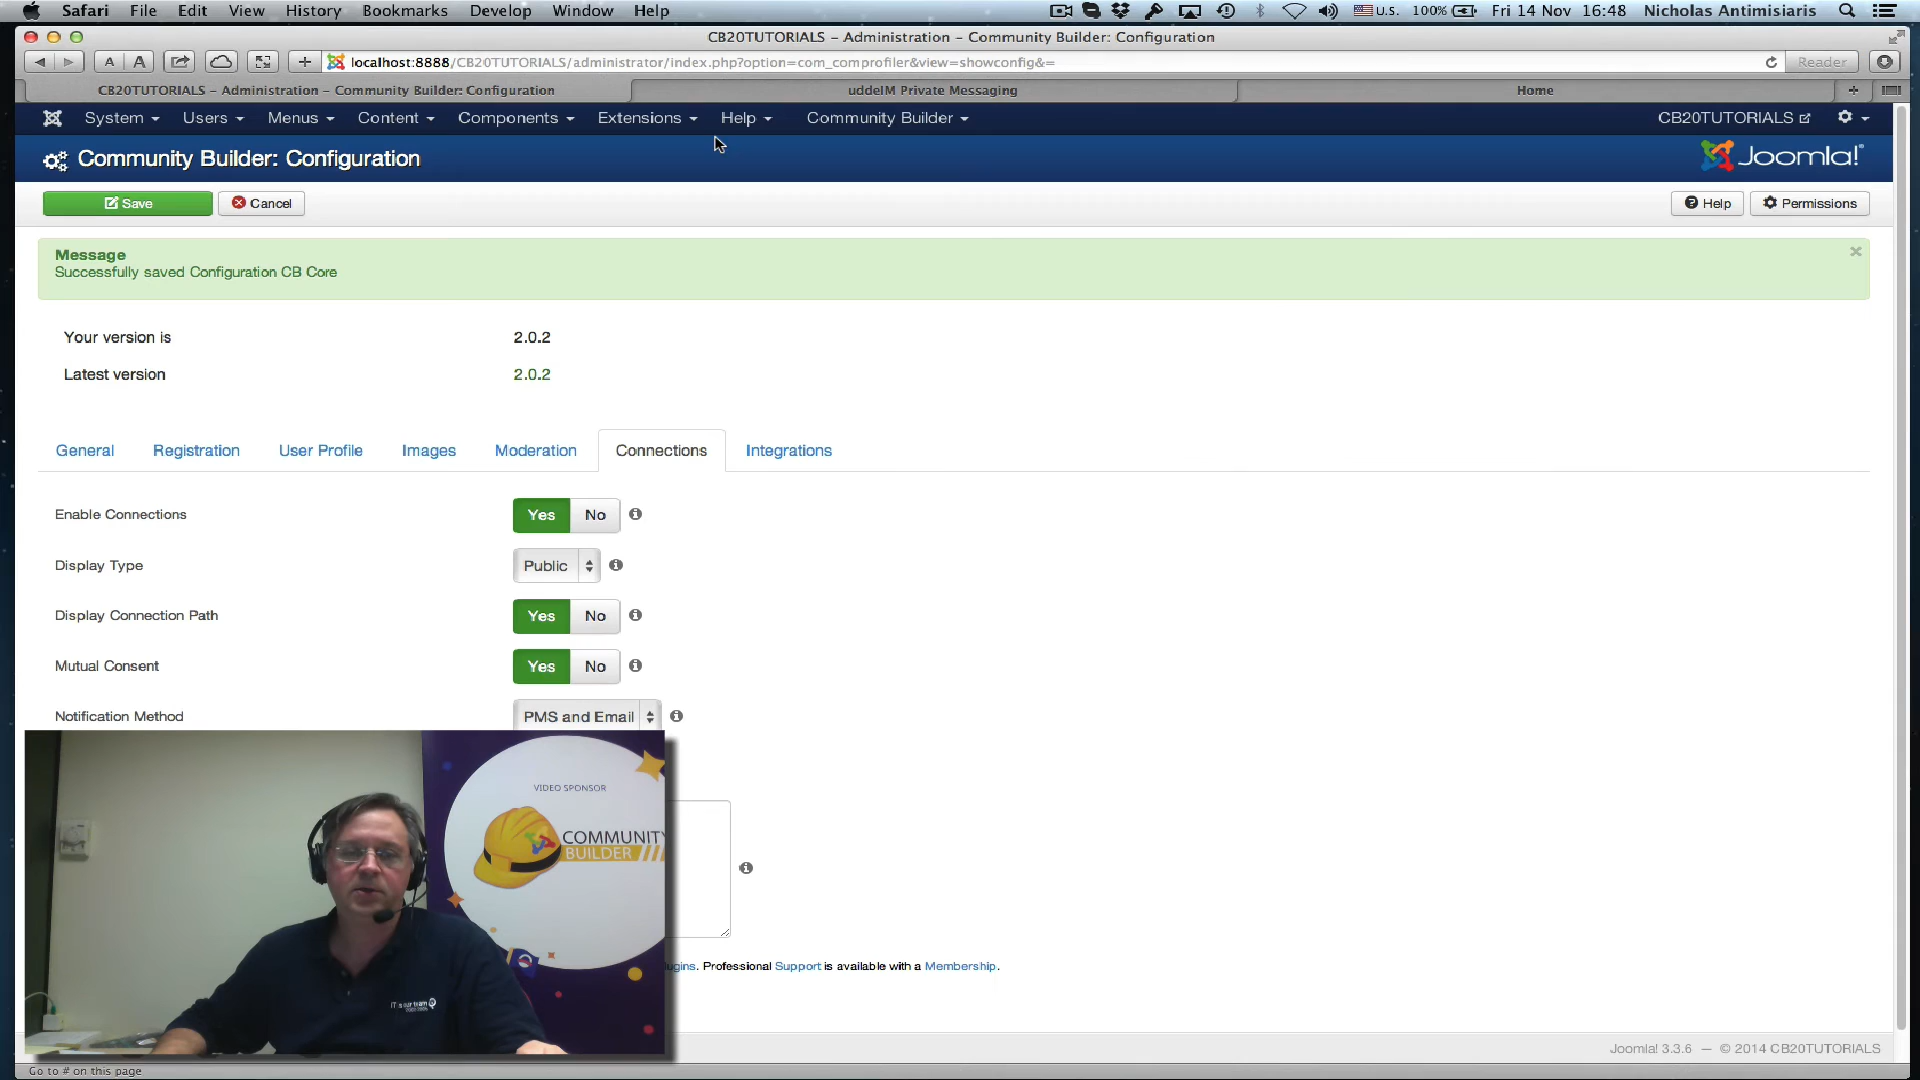 Safari File Edit View History Bookmarks Develop Window Help U.S. 100% Fri 14 Nov 16:48 Nicholas Antimisiaris
CB20TUTORIALS – Administration – Community Builder: Configuration
A A + localhost:8888/CB20TUTORIALS/administrator/index.php?option=com_comprofiler&view=showconfig&= Reader
CB20TUTORIALS – Administration – Community Builder: Configuration uddeIM Private Messaging Home +
System Users Menus Content Components Extensions Help Community Builder CB20TUTORIALS
Community Builder: Configuration Joomla!®
Save Cancel Help Permissions
Message
Successfully saved Configuration CB Core
Your version is 2.0.2
Latest version 2.0.2
General Registration User Profile Images Moderation Connections Integrations
Enable Connections Yes No
Display Type Public
Display Connection Path Yes No
Mutual Consent Yes No
Notification Method PMS and Email
VIDEO SPONSOR
COMMUNITY
BUILDER
ugins. Professional Support is available with a Membership.
Joomla! 3.3.6 — © 2014 CB20TUTORIALS
Go to # on this page